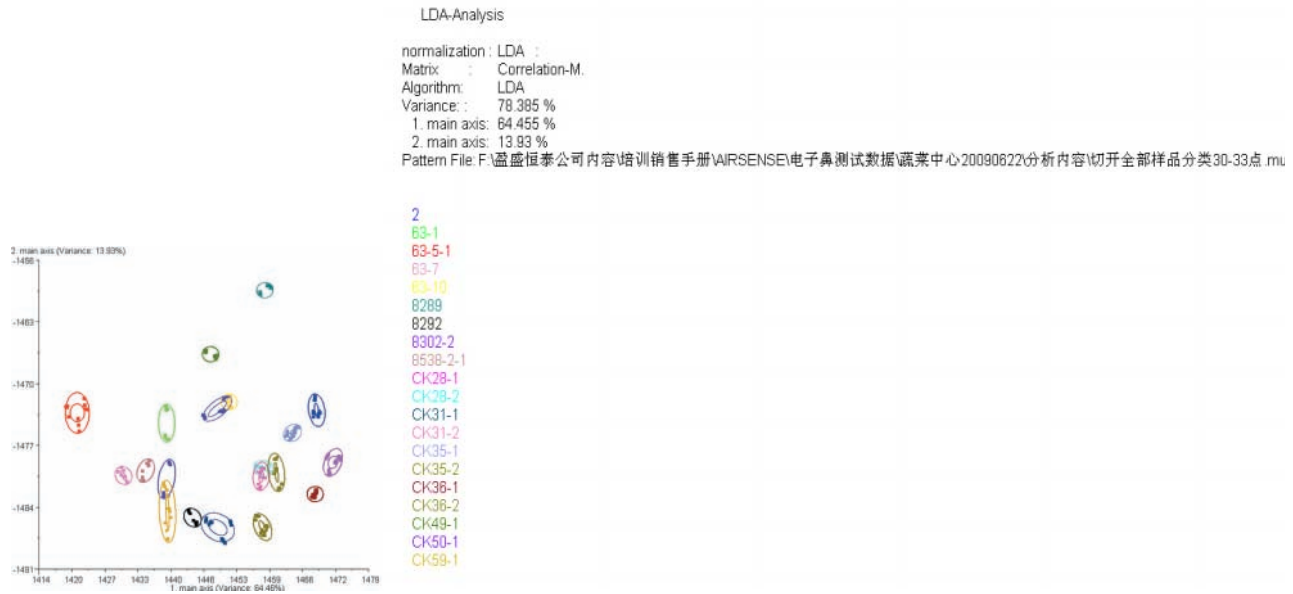 LDA-Analysis
normalization : LDA :
Matrix : Correlation-M.
Algorithm: LDA
Variance: : 78.385 %
1. main axis: 64.455 %
2. main axis: 13.93 %
Pattern File: F:\盈盛恒泰公司内容\培训销售手册\AIRSENSE\电子鼻测试数据\蔬菜中心20090622\分析内容\切开全部样品分类30-33点.mu
2
63-1
63-5-1
63-7
63-10
8289
8292
8302-2
8538-2-1
CK28-1
CK28-2
CK31-1
CK31-2
CK35-1
CK35-2
CK36-1
CK36-2
CK49-1
CK50-1
CK59-1
2. main axis (Variance: 13.93%)
-1456
-1463
-1470
-1477
-1484
-1491
1414 1420 1427 1433 1440 1446 1453 1459 1466 1472 1479
1. main axis (Variance: 64.46%)